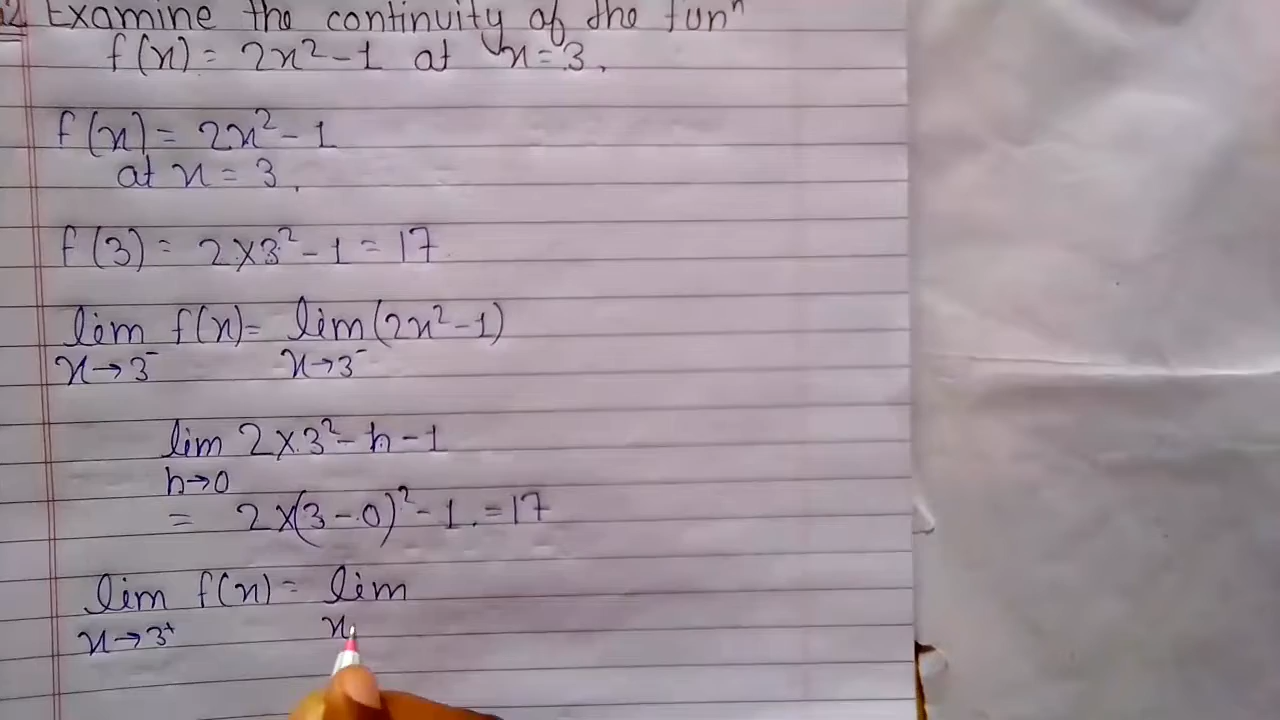 Examine the continuity of the funⁿ
f(x) = 2x² - 1 at x = 3.
f(x) = 2x² - 1
at x = 3.
f(3) = 2×3² - 1 = 17
lim f(x) = lim (2x² - 1)
x→3⁻ x→3⁻
lim 2×3² - h - 1
h→0
= 2×(3 - 0)² - 1. = 17
lim f(x) = lim
x→3⁺ x